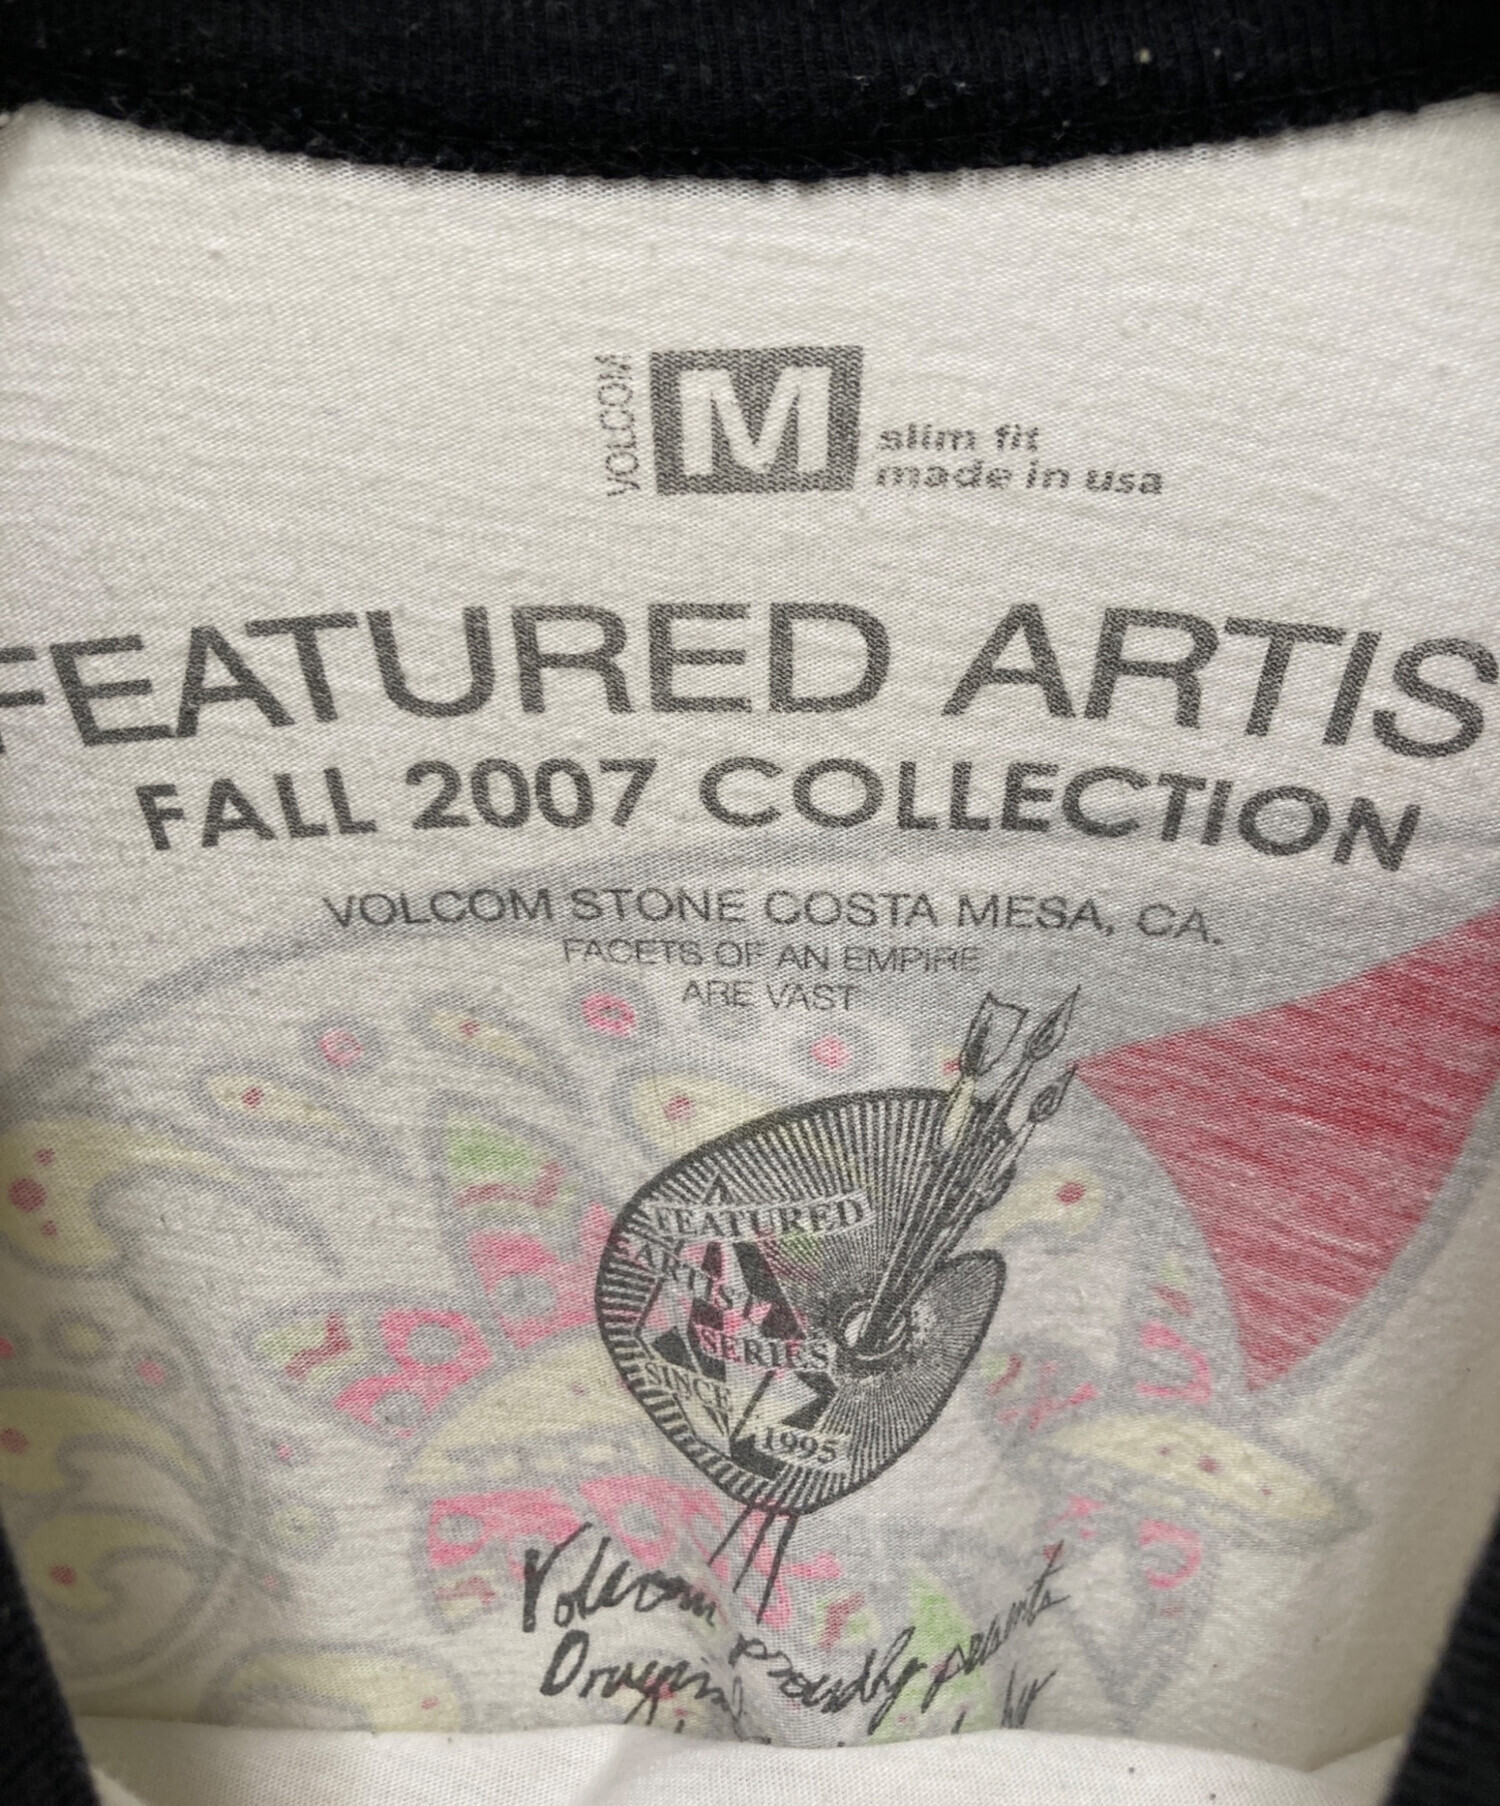 VOLCOM
M
slim fit
made in usa
FEATURED ARTIS
FALL 2007 COLLECTION
VOLCOM STONE COSTA MESA, CA.
FACETS OF AN EMPIRE
ARE VAST
FEATURED
ARTIST
SERIES
SINCE
1995
Volcom proudly presents
Original by